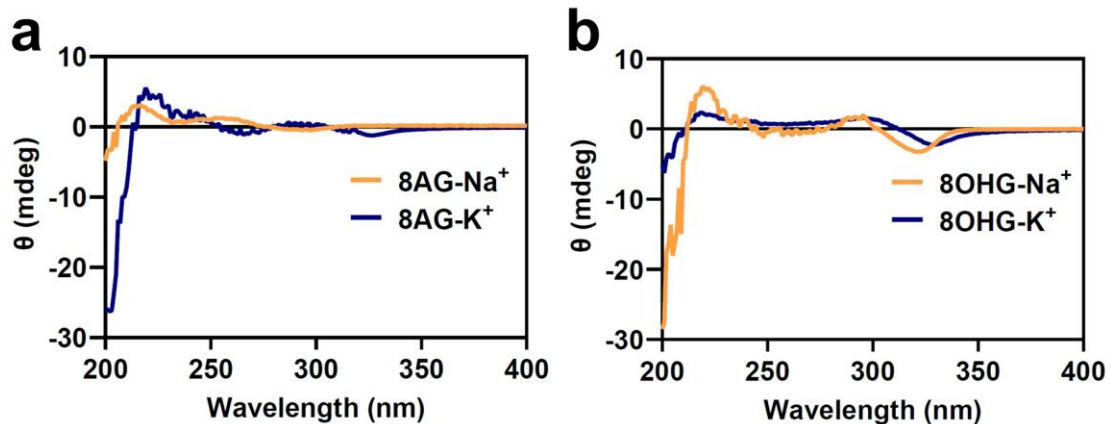 a
10
0
-10
-20
-30
θ (mdeg)
8AG-Na⁺
8AG-K⁺
200 250 300 350 400
Wavelength (nm)
b
10
0
-10
-20
-30
θ (mdeg)
8OHG-Na⁺
8OHG-K⁺
200 250 300 350 400
Wavelength (nm)